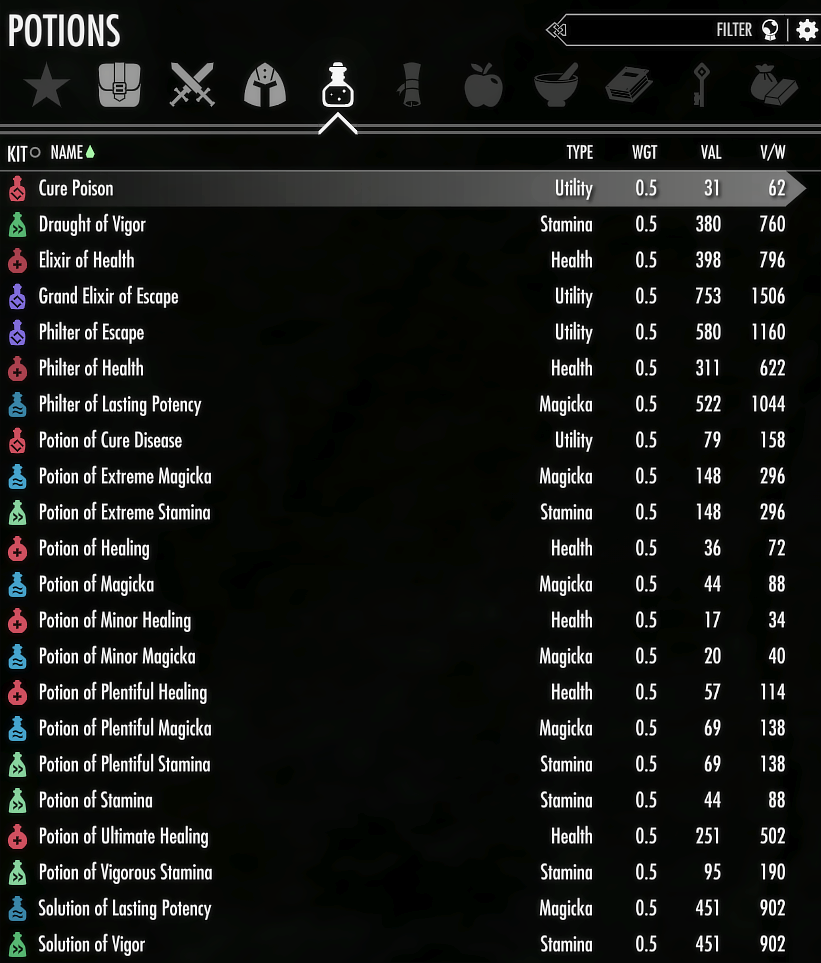 POTIONS
FILTER
KIT NAME TYPE WGT VAL V/W
Cure Poison Utility 0.5 31 62
Draught of Vigor Stamina 0.5 380 760
Elixir of Health Health 0.5 398 796
Grand Elixir of Escape Utility 0.5 753 1506
Philter of Escape Utility 0.5 580 1160
Philter of Health Health 0.5 311 622
Philter of Lasting Potency Magicka 0.5 522 1044
Potion of Cure Disease Utility 0.5 79 158
Potion of Extreme Magicka Magicka 0.5 148 296
Potion of Extreme Stamina Stamina 0.5 148 296
Potion of Healing Health 0.5 36 72
Potion of Magicka Magicka 0.5 44 88
Potion of Minor Healing Health 0.5 17 34
Potion of Minor Magicka Magicka 0.5 20 40
Potion of Plentiful Healing Health 0.5 57 114
Potion of Plentiful Magicka Magicka 0.5 69 138
Potion of Plentiful Stamina Stamina 0.5 69 138
Potion of Stamina Stamina 0.5 44 88
Potion of Ultimate Healing Health 0.5 251 502
Potion of Vigorous Stamina Stamina 0.5 95 190
Solution of Lasting Potency Magicka 0.5 451 902
Solution of Vigor Stamina 0.5 451 902